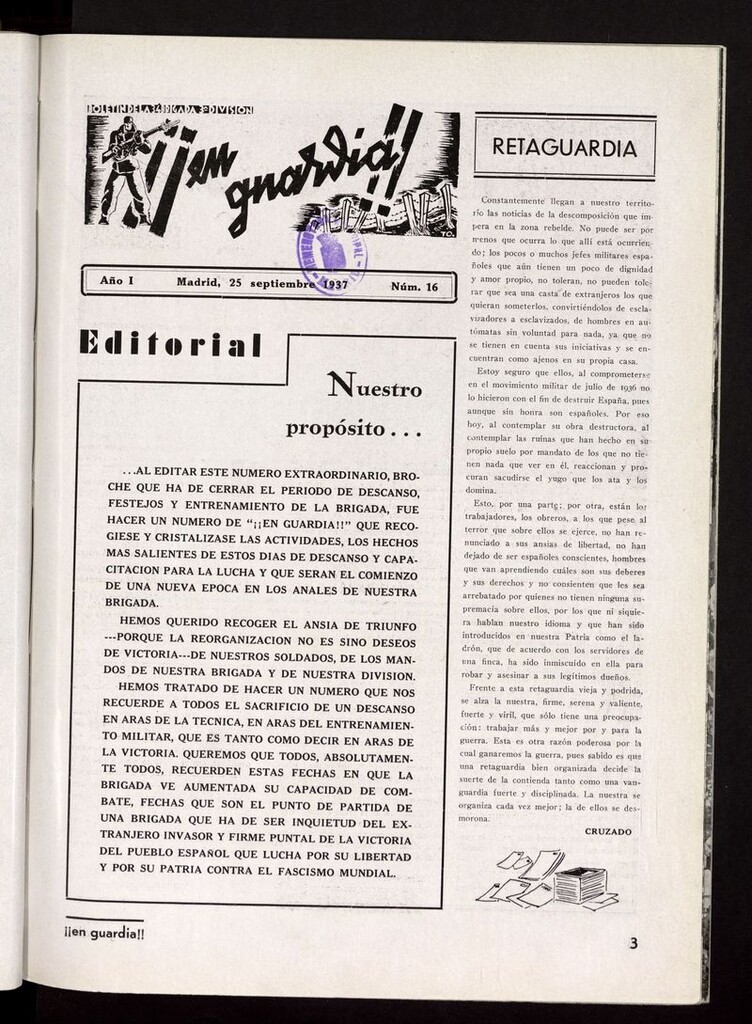 BOLETIN DE LA 34 BRIGADA 3ª DIVISION
¡¡en
guardia!!
TO.
Año I Madrid, 25 septiembre 1937 Núm. 16
Editorial
Nuestro
propósito...
...AL EDITAR ESTE NUMERO EXTRAORDINARIO, BRO-
CHE QUE HA DE CERRAR EL PERIODO DE DESCANSO,
FESTEJOS Y ENTRENAMIENTO DE LA BRIGADA, FUE
HACER UN NUMERO DE "¡¡EN GUARDIA!!" QUE RECO-
GIESE Y CRISTALIZASE LAS ACTIVIDADES, LOS HECHOS
MAS SALIENTES DE ESTOS DIAS DE DESCANSO Y CAPA-
CITACION PARA LA LUCHA Y QUE SERAN EL COMIENZO
DE UNA NUEVA EPOCA EN LOS ANALES DE NUESTRA
BRIGADA.
HEMOS QUERIDO RECOGER EL ANSIA DE TRIUNFO
---PORQUE LA REORGANIZACION NO ES SINO DESEOS
DE VICTORIA---DE NUESTROS SOLDADOS, DE LOS MAN-
DOS DE NUESTRA BRIGADA Y DE NUESTRA DIVISION.
HEMOS TRATADO DE HACER UN NUMERO QUE NOS
RECUERDE A TODOS EL SACRIFICIO DE UN DESCANSO
EN ARAS DE LA TECNICA, EN ARAS DEL ENTRENAMIEN-
TO MILITAR, QUE ES TANTO COMO DECIR EN ARAS DE
LA VICTORIA. QUEREMOS QUE TODOS, ABSOLUTAMEN-
TE TODOS, RECUERDEN ESTAS FECHAS EN QUE LA
BRIGADA VE AUMENTADA SU CAPACIDAD DE COM-
BATE, FECHAS QUE SON EL PUNTO DE PARTIDA DE
UNA BRIGADA QUE HA DE SER INQUIETUD DEL EX-
TRANJERO INVASOR Y FIRME PUNTAL DE LA VICTORIA
DEL PUEBLO ESPAÑOL QUE LUCHA POR SU LIBERTAD
Y POR SU PATRIA CONTRA EL FASCISMO MUNDIAL.
RETAGUARDIA
Constantemente llegan a nuestro territo-
rio las noticias de la descomposición que im-
pera en la zona rebelde. No puede ser por
menos que ocurra lo que allí está ocurrien-
do; los pocos o muchos jefes militares espa-
ñoles que aún tienen un poco de dignidad
y amor propio, no toleran, no pueden tole-
rar que sea una casta de extranjeros los que
quieran someterlos, convirtiéndolos de escla-
vizadores a esclavizados, de hombres en au-
tómatas sin voluntad para nada, ya que no
se tienen en cuenta sus iniciativas y se en-
cuentran como ajenos en su propia casa.
Estoy seguro que ellos, al comprometerse
en el movimiento militar de julio de 1936 no
lo hicieron con el fin de destruir España, pues
aunque sin honra son españoles. Por eso
hoy, al contemplar su obra destructora, al
contemplar las ruinas que han hecho en su
propio suelo por mandato de los que no tie-
nen nada que ver en él, reaccionan y pro-
curan sacudirse el yugo que los ata y los
domina.
Esto, por una parte; por otra, están los
trabajadores, los obreros, a los que pese al
terror que sobre ellos se ejerce, no han re-
nunciado a sus ansias de libertad, no han
dejado de ser españoles conscientes, hombres
que van aprendiendo cuáles son sus deberes
y sus derechos y no consienten que les sea
arrebatado por quienes no tienen ninguna su-
premacía sobre ellos, por los que ni siquie-
ra hablan nuestro idioma y que han sido
introducidos en nuestra Patria como el la-
drón, que de acuerdo con los servidores de
una finca, ha sido inmiscuído en ella para
robar y asesinar a sus legítimos dueños.
Frente a esta retaguardia vieja y podrida,
se alza la nuestra, firme, serena y valiente,
fuerte y viril, que sólo tiene una preocupa-
ción: trabajar más y mejor por y para la
guerra. Esta es otra razón poderosa por la
cual ganaremos la guerra, pues sabido es que
una retaguardia bien organizada decide la
suerte de la contienda tanto como una van-
guardia fuerte y disciplinada. La nuestra se
organiza cada vez mejor; la de ellos se des-
morona.
CRUZADO
¡¡en guardia!!
3